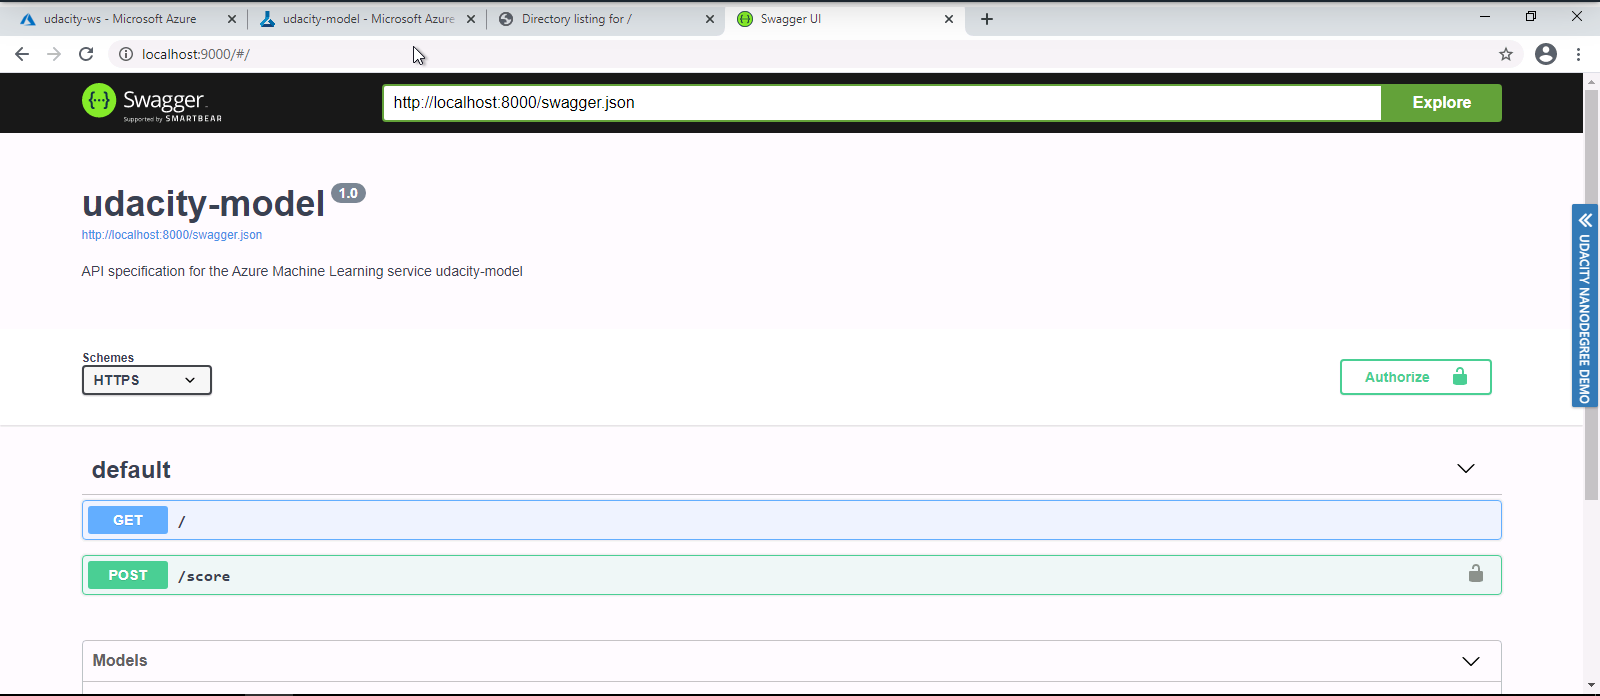 udacity-ws - Microsoft Azure
udacity-model - Microsoft Azure
Directory listing for /
Swagger UI
localhost:9000/#/
Swagger
Supported by SMARTBEAR
http://localhost:8000/swagger.json
Explore
udacity-model 1.0
http://localhost:8000/swagger.json
API specification for the Azure Machine Learning service udacity-model
UDACITY NANODEGREE DEMO
Schemes
HTTPS
Authorize
default
GET /
POST /score
Models